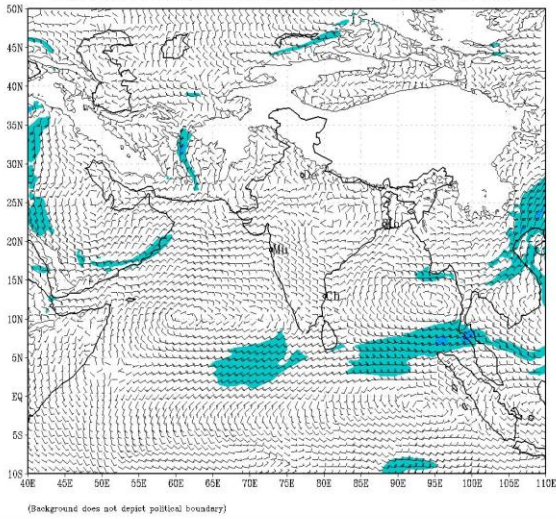 50N
45N
40N
35N
30N
25N
20N
15N
10N
5N
EQ
5S
10S
De
Mu
Ch
40E 45E 50E 55E 60E 65E 70E 75E 80E 85E 90E 95E 100E 105E 110E
(Background does not depict political boundary)